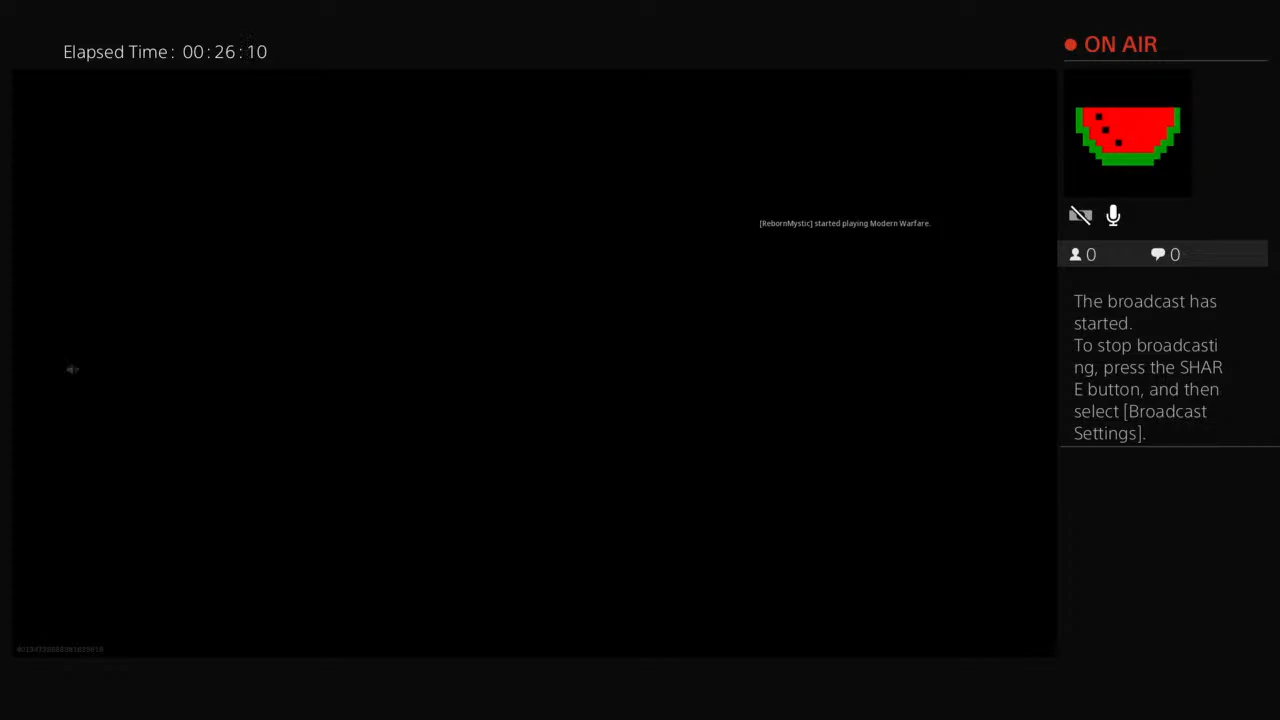 Elapsed Time: 00:26:10
ON AIR
[RebornMystic] started playing Modern Warfare.
0
0
The broadcast has
started.
To stop broadcasti
ng, press the SHAR
E button, and then
select [Broadcast
Settings].